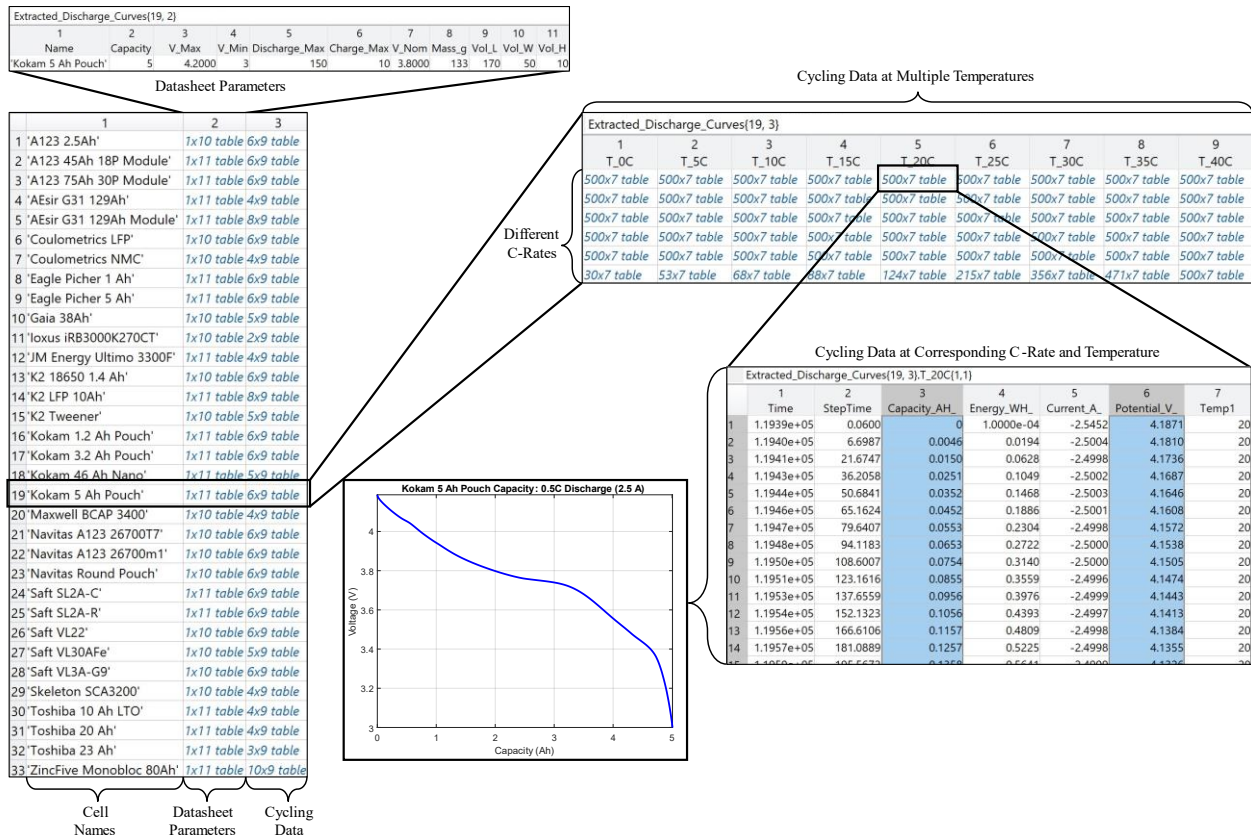 Extracted_Discharge_Curves{19, 2}
1 2 3 4 5 6 7 8 9 10 11
Name Capacity V_Max V_Min Discharge_Max Charge_Max V_Nom Mass_g Vol_L Vol_W Vol_H
'Kokam 5 Ah Pouch' 5 4.2000 3 150 10 3.8000 133 170 50 10
Datasheet Parameters
1 2 3
1 'A123 2.5Ah' 1x10 table 6x9 table
2 'A123 45Ah 18P Module' 1x11 table 6x9 table
3 'A123 75Ah 30P Module' 1x11 table 6x9 table
4 'AEsir G31 129Ah' 1x11 table 4x9 table
5 'AEsir G31 129Ah Module' 1x11 table 8x9 table
6 'Coulometrics LFP' 1x10 table 6x9 table
7 'Coulometrics NMC' 1x10 table 4x9 table
8 'Eagle Picher 1 Ah' 1x11 table 6x9 table
9 'Eagle Picher 5 Ah' 1x11 table 6x9 table
10 'Gaia 38Ah' 1x10 table 5x9 table
11 'Ioxus iRB3000K270CT' 1x10 table 2x9 table
12 'JM Energy Ultimo 3300F' 1x11 table 4x9 table
13 'K2 18650 1.4 Ah' 1x10 table 6x9 table
14 'K2 LFP 10Ah' 1x11 table 8x9 table
15 'K2 Tweener' 1x10 table 5x9 table
16 'Kokam 1.2 Ah Pouch' 1x11 table 6x9 table
17 'Kokam 3.2 Ah Pouch' 1x11 table 6x9 table
18 'Kokam 46 Ah Nano' 1x11 table 5x9 table
19 'Kokam 5 Ah Pouch' 1x11 table 6x9 table
20 'Maxwell BCAP 3400' 1x10 table 4x9 table
21 'Navitas A123 26700T7' 1x10 table 6x9 table
22 'Navitas A123 26700m1' 1x10 table 6x9 table
23 'Navitas Round Pouch' 1x10 table 6x9 table
24 'Saft SL2A-C' 1x11 table 6x9 table
25 'Saft SL2A-R' 1x11 table 6x9 table
26 'Saft VL22' 1x10 table 6x9 table
27 'Saft VL30AFe' 1x10 table 5x9 table
28 'Saft VL3A-G9' 1x11 table 6x9 table
29 'Skeleton SCA3200' 1x10 table 4x9 table
30 'Toshiba 10 Ah LTO' 1x11 table 4x9 table
31 'Toshiba 20 Ah' 1x11 table 4x9 table
32 'Toshiba 23 Ah' 1x11 table 3x9 table
33 'ZincFive Monobloc 80Ah' 1x11 table 10x9 table
Cell
Names
Datasheet
Parameters
Cycling
Data
Cycling Data at Multiple Temperatures
Extracted_Discharge_Curves{19, 3}
1 2 3 4 5 6 7 8 9
T_0C T_5C T_10C T_15C T_20C T_25C T_30C T_35C T_40C
500x7 table 500x7 table 500x7 table 500x7 table 500x7 table 500x7 table 500x7 table 500x7 table 500x7 table
500x7 table 500x7 table 500x7 table 500x7 table 500x7 table 500x7 table 500x7 table 500x7 table 500x7 table
500x7 table 500x7 table 500x7 table 500x7 table 500x7 table 500x7 table 500x7 table 500x7 table 500x7 table
500x7 table 500x7 table 500x7 table 500x7 table 500x7 table 500x7 table 500x7 table 500x7 table 500x7 table
500x7 table 500x7 table 500x7 table 500x7 table 500x7 table 500x7 table 500x7 table 500x7 table 500x7 table
30x7 table 53x7 table 68x7 table 88x7 table 124x7 table 215x7 table 356x7 table 471x7 table 500x7 table
Different
C-Rates
Cycling Data at Corresponding C-Rate and Temperature
Extracted_Discharge_Curves{19, 3}.T_20C{1,1}
1 2 3 4 5 6 7
Time StepTime Capacity_AH_ Energy_WH_ Current_A_ Potential_V_ Temp1
1 1.1939e+05 0.0600 0 1.0000e-04 -2.5452 4.1871 20
2 1.1940e+05 6.6987 0.0046 0.0194 -2.5004 4.1810 20
3 1.1941e+05 21.6747 0.0150 0.0628 -2.4998 4.1736 20
4 1.1943e+05 36.2058 0.0251 0.1049 -2.5002 4.1687 20
5 1.1944e+05 50.6841 0.0352 0.1468 -2.5003 4.1646 20
6 1.1946e+05 65.1624 0.0452 0.1886 -2.5001 4.1608 20
7 1.1947e+05 79.6407 0.0553 0.2304 -2.4998 4.1572 20
8 1.1948e+05 94.1183 0.0653 0.2722 -2.5000 4.1538 20
9 1.1950e+05 108.6007 0.0754 0.3140 -2.5000 4.1505 20
10 1.1951e+05 123.1616 0.0855 0.3559 -2.4996 4.1474 20
11 1.1953e+05 137.6559 0.0956 0.3976 -2.4999 4.1443 20
12 1.1954e+05 152.1323 0.1056 0.4393 -2.4997 4.1413 20
13 1.1956e+05 166.6106 0.1157 0.4809 -2.4998 4.1384 20
14 1.1957e+05 181.0889 0.1257 0.5225 -2.4998 4.1355 20
Kokam 5 Ah Pouch Capacity: 0.5C Discharge (2.5 A)
Voltage (V)
4
3.8
3.6
3.4
3.2
3
0 1 2 3 4 5
Capacity (Ah)